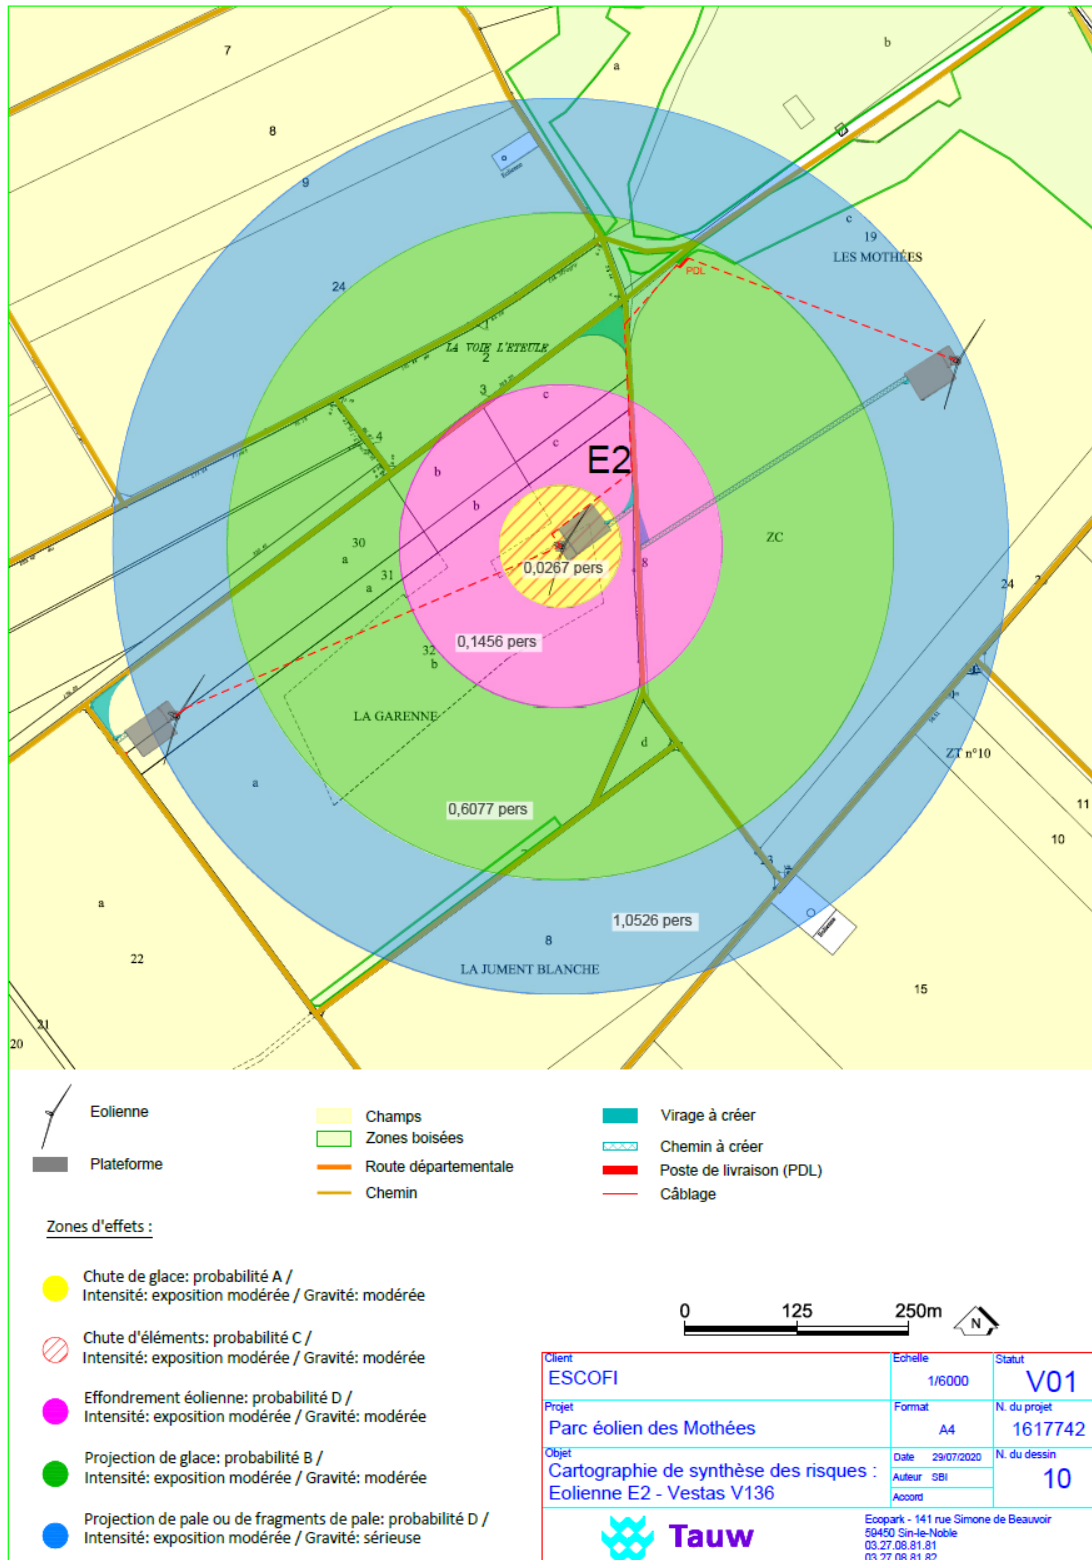 7
b
a
8
9
Eolienne
c
19
LES MOTHÉES
24
PDL
1
LA VOIE L'ETEULE
2
3
c
4
E2
c
b
b
30
ZC
a
31
0,0267 pers
8
a
24
0,1456 pers
32
b
LA GARENNE
d
ZT n°10
a
11
0,6077 pers
10
1,0526 pers
Eolienne
a
8
22
LA JUMENT BLANCHE
15
21
20
Eolienne
Plateforme
Champs
Zones boisées
Route départementale
Chemin
Virage à créer
Chemin à créer
Poste de livraison (PDL)
Câblage
Zones d'effets :
Chute de glace: probabilité A /
Intensité: exposition modérée / Gravité: modérée
Chute d'éléments: probabilité C /
Intensité: exposition modérée / Gravité: modérée
Effondrement éolienne: probabilité D /
Intensité: exposition modérée / Gravité: modérée
Projection de glace: probabilité B /
Intensité: exposition modérée / Gravité: modérée
Projection de pale ou de fragments de pale: probabilité D /
Intensité: exposition modérée / Gravité: sérieuse
0 125 250m
N
Client
ESCOFI
Echelle
1/6000
Statut
V01
Projet
Parc éolien des Mothées
Format
A4
N. du projet
1617742
Objet
Cartographie de synthèse des risques :
Eolienne E2 - Vestas V136
Date 29/07/2020
Auteur SBI
Accord
N. du dessin
10
Tauw
Ecopark - 141 rue Simone de Beauvoir
59450 Sin-le-Noble
03.27.08.81.81
03.27.08.81.82